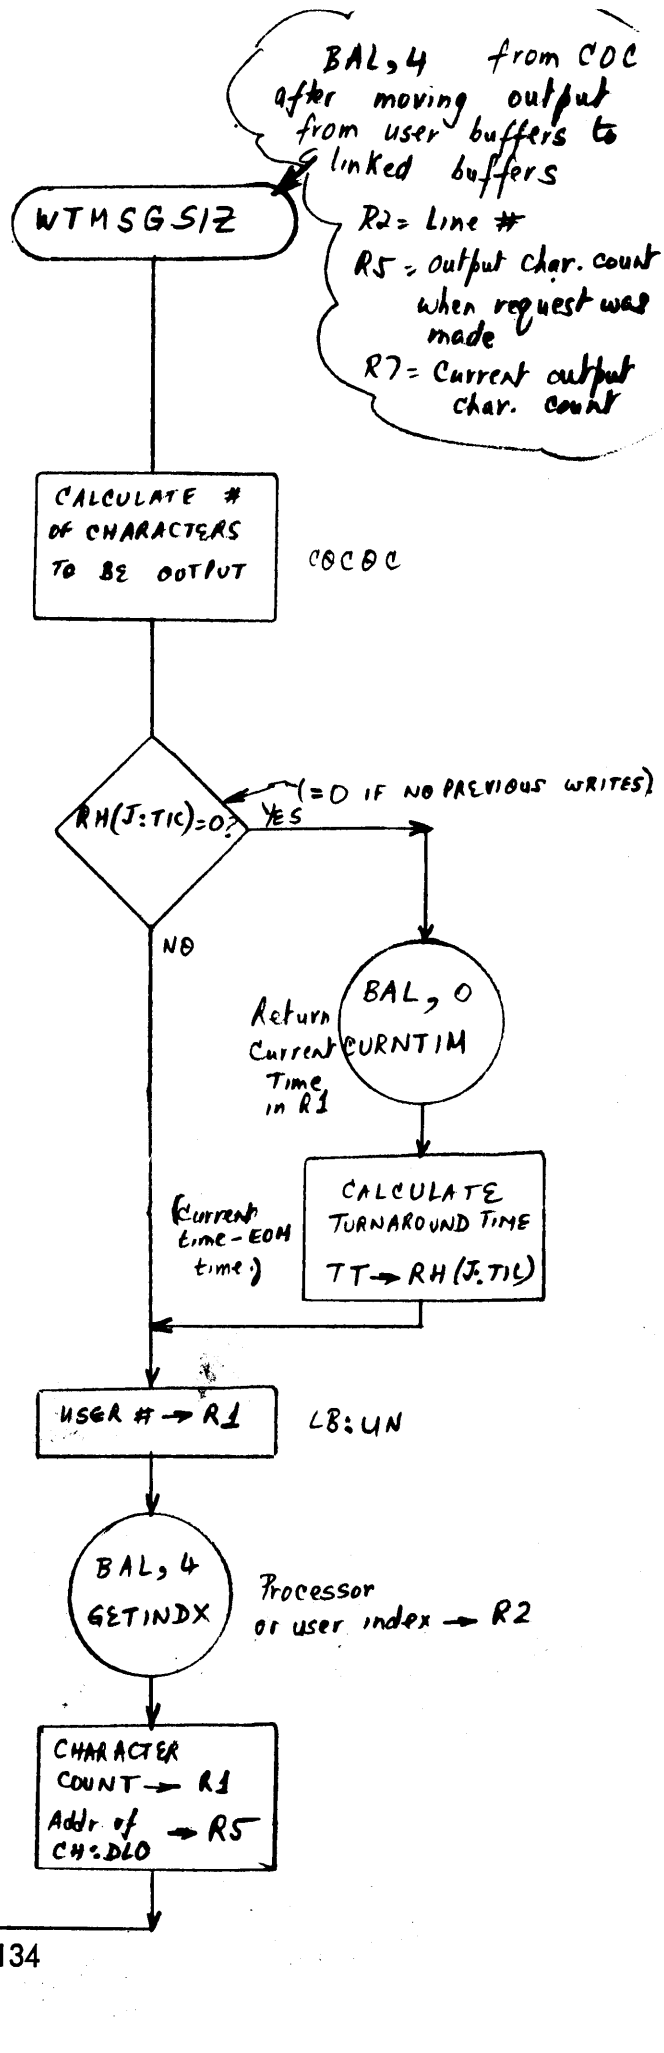 BAL,4 from COC
after moving output
from user buffers to
linked buffers
WTMSGSIZ
R2= Line #
R5= Output char. count
when request was
made
R7= Current output
char. count
CALCULATE #
OF CHARACTERS
TO BE OUTPUT
COCOC
(=0 IF NO PREVIOUS WRITES)
RH(J:TIC)=0?
YES
NO
BAL, 0
CURNTIM
Return
Current
Time
in R1
CALCULATE
TURNAROUND TIME
TT→RH(J:TIC)
(Current
time-EOM
time.)
USER # → R1
LB:UN
BAL, 4
GETINDX
Processor
or user index → R2
CHARACTER
COUNT → R1
Addr of → R5
CH:DLO
134